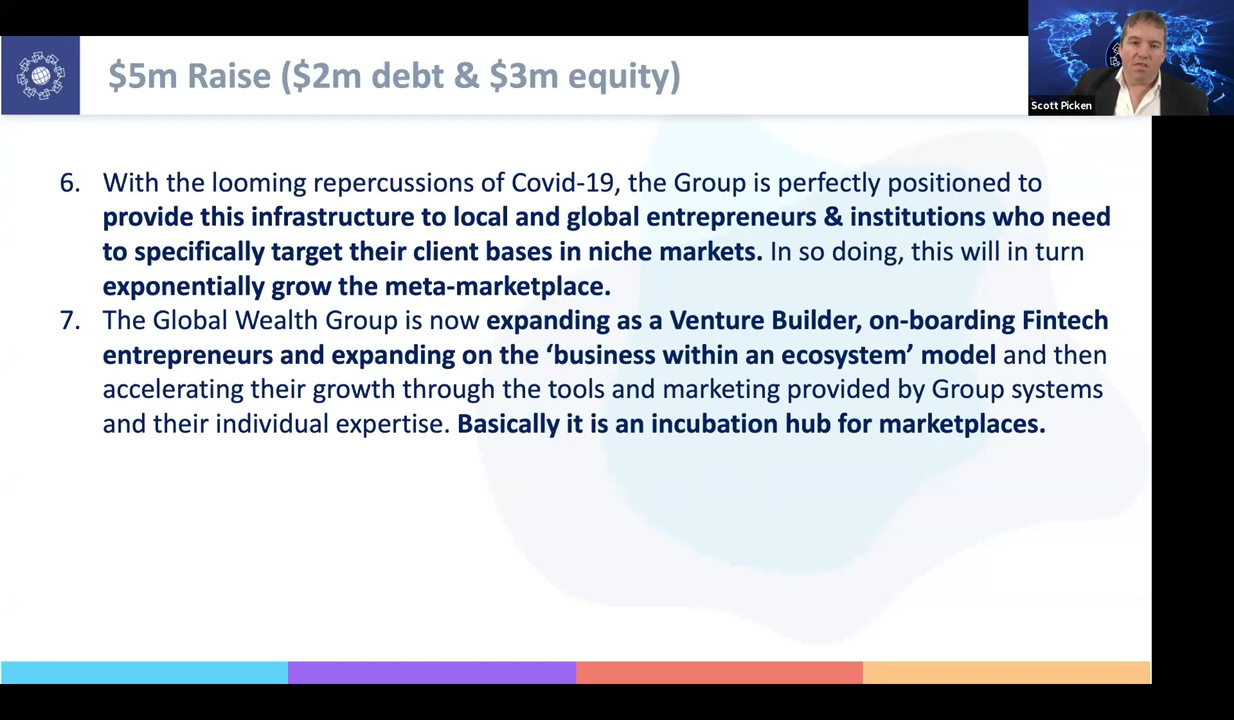 $5m Raise ($2m debt & $3m equity)
Scott Picken
6. With the looming repercussions of Covid-19, the Group is perfectly positioned to
provide this infrastructure to local and global entrepreneurs & institutions who need
to specifically target their client bases in niche markets. In so doing, this will in turn
exponentially grow the meta-marketplace.
7. The Global Wealth Group is now expanding as a Venture Builder, on-boarding Fintech
entrepreneurs and expanding on the ‘business within an ecosystem’ model and then
accelerating their growth through the tools and marketing provided by Group systems
and their individual expertise. Basically it is an incubation hub for marketplaces.